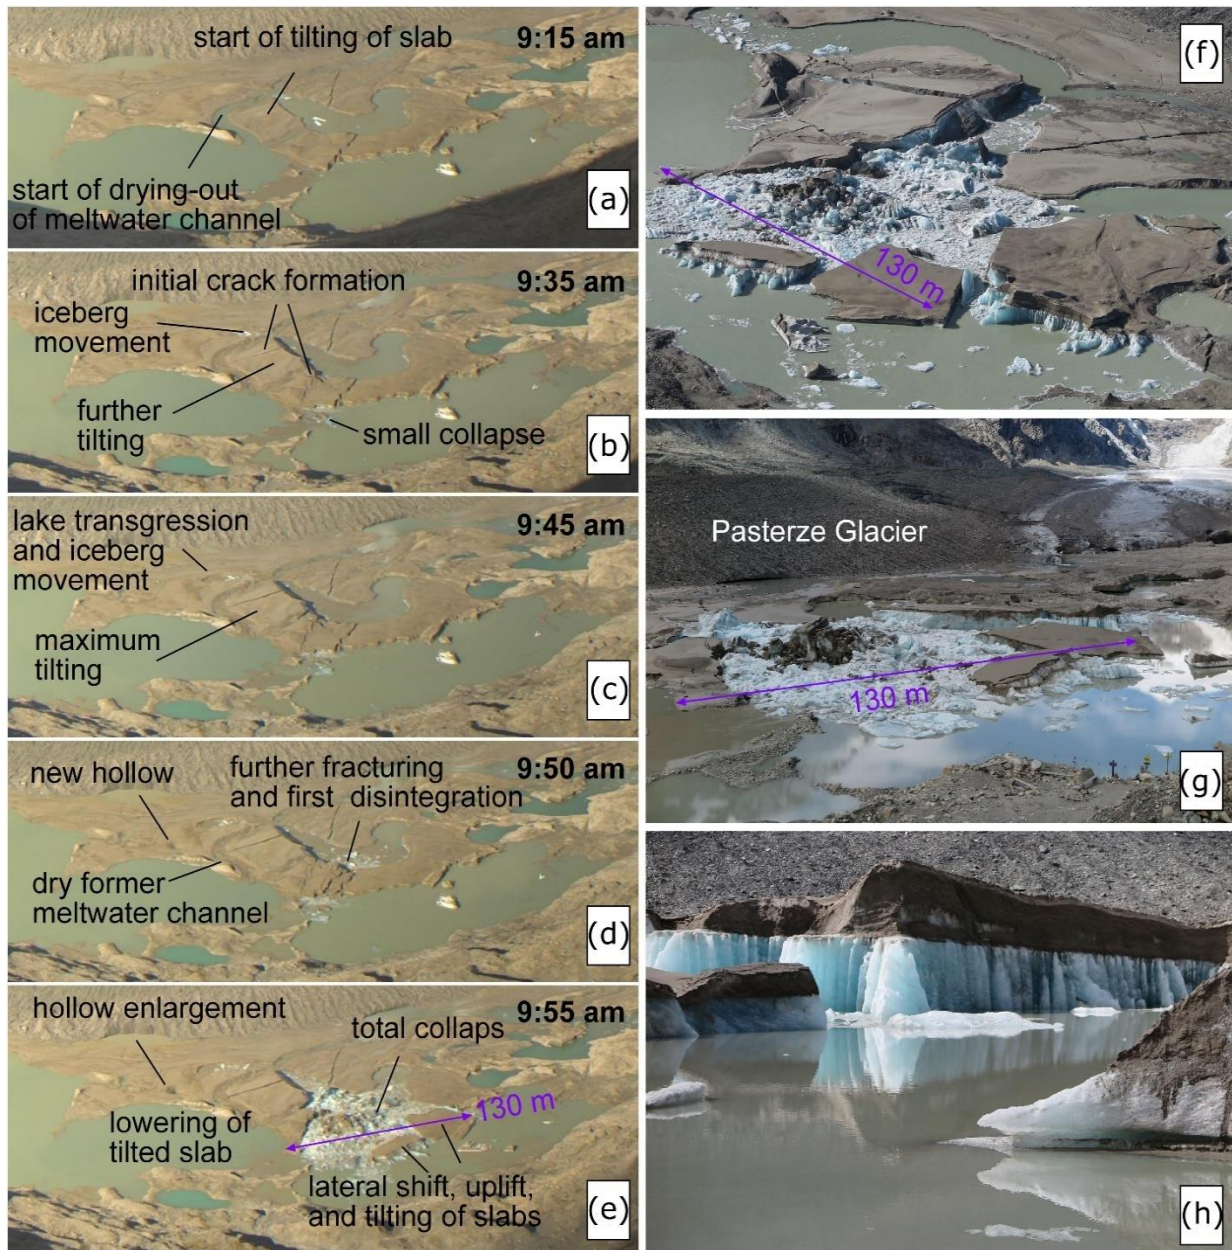 start of tilting of slab
9:15 am
start of drying-out
of meltwater channel
(a)
initial crack formation
9:35 am
iceberg
movement
further
tilting
small collapse
(b)
lake transgression
and iceberg
movement
9:45 am
maximum
tilting
(c)
new hollow
further fracturing
and first disintegration
9:50 am
dry former
meltwater channel
(d)
hollow enlargement
total collaps
9:55 am
130 m
lowering of
tilted slab
lateral shift, uplift,
and tilting of slabs
(e)
(f)
130 m
Pasterze Glacier
130 m
(g)
(h)